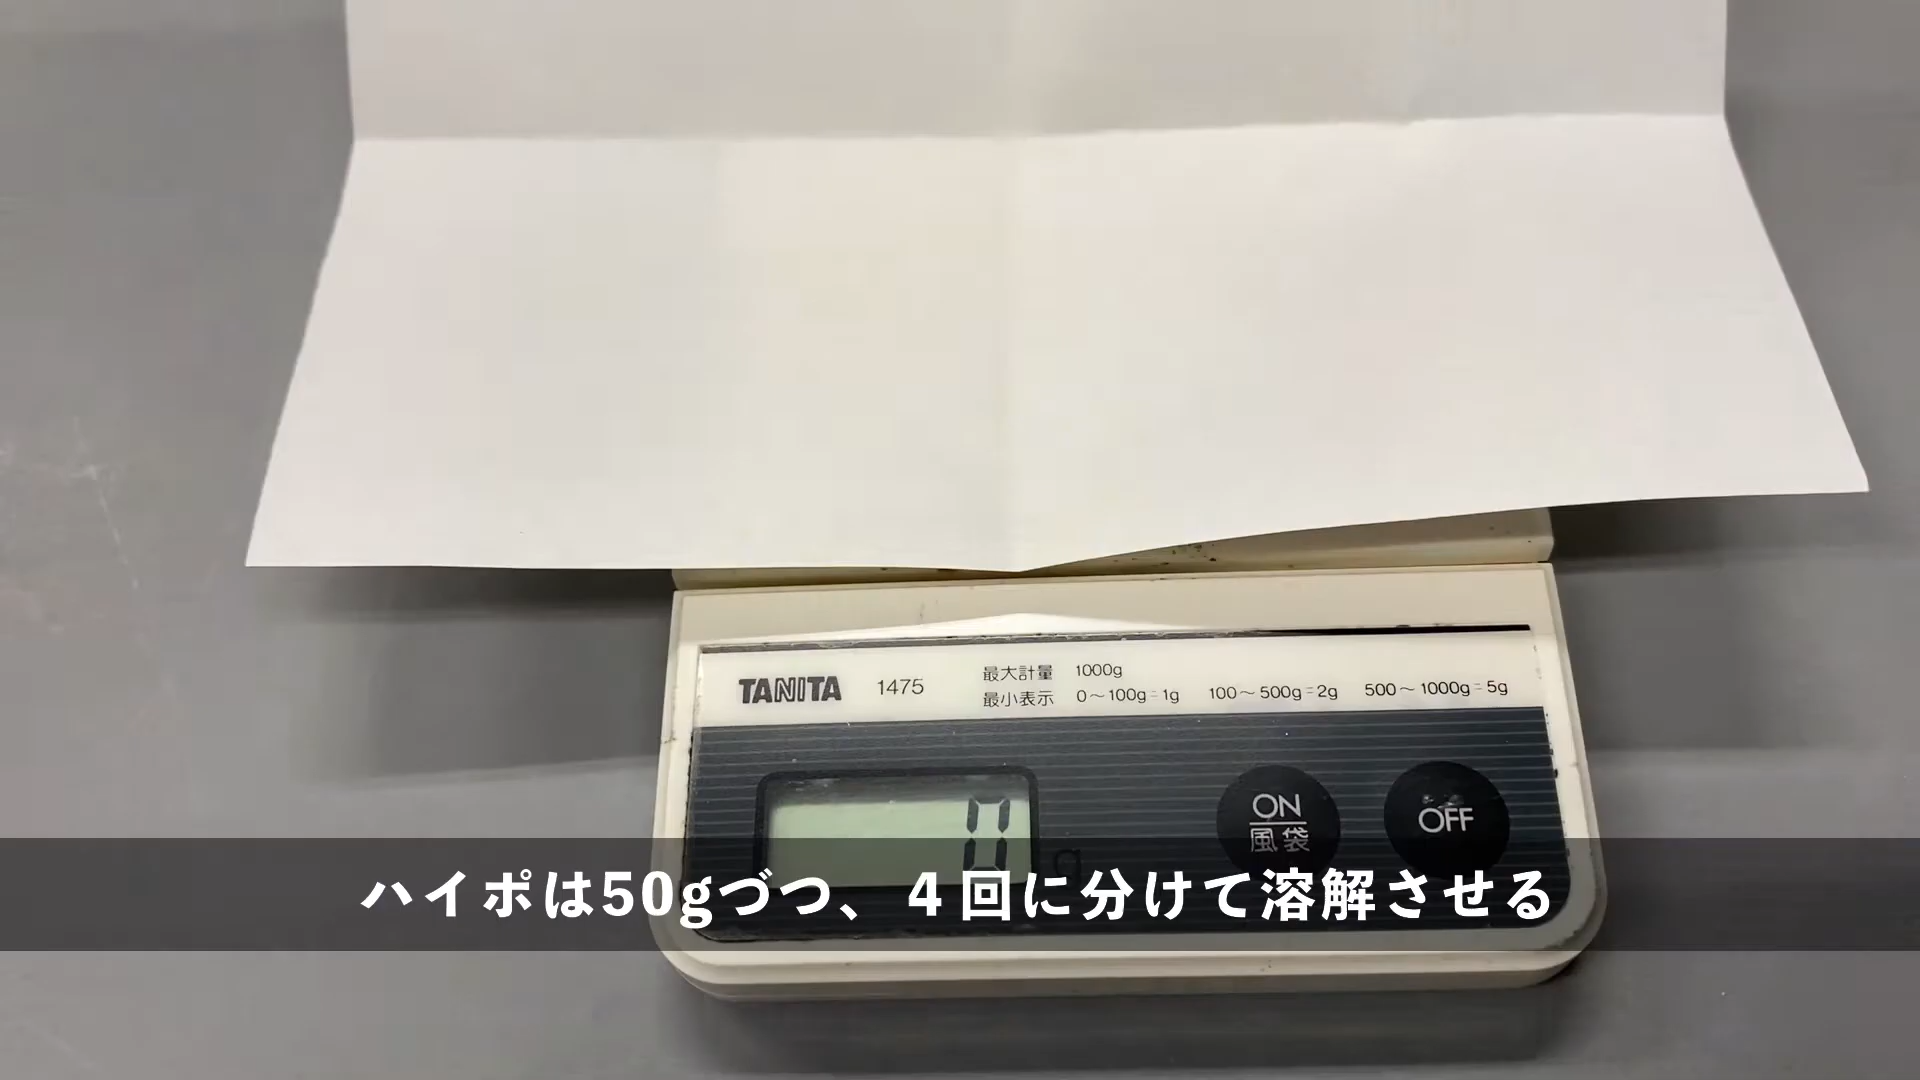 TANITA 1475 最大計量 1000g
最小表示 0～100g=1g 100～500g=2g 500～1000g=5g
0 g
ON
風袋
OFF
ハイポは50gづつ、４回に分けて溶解させる